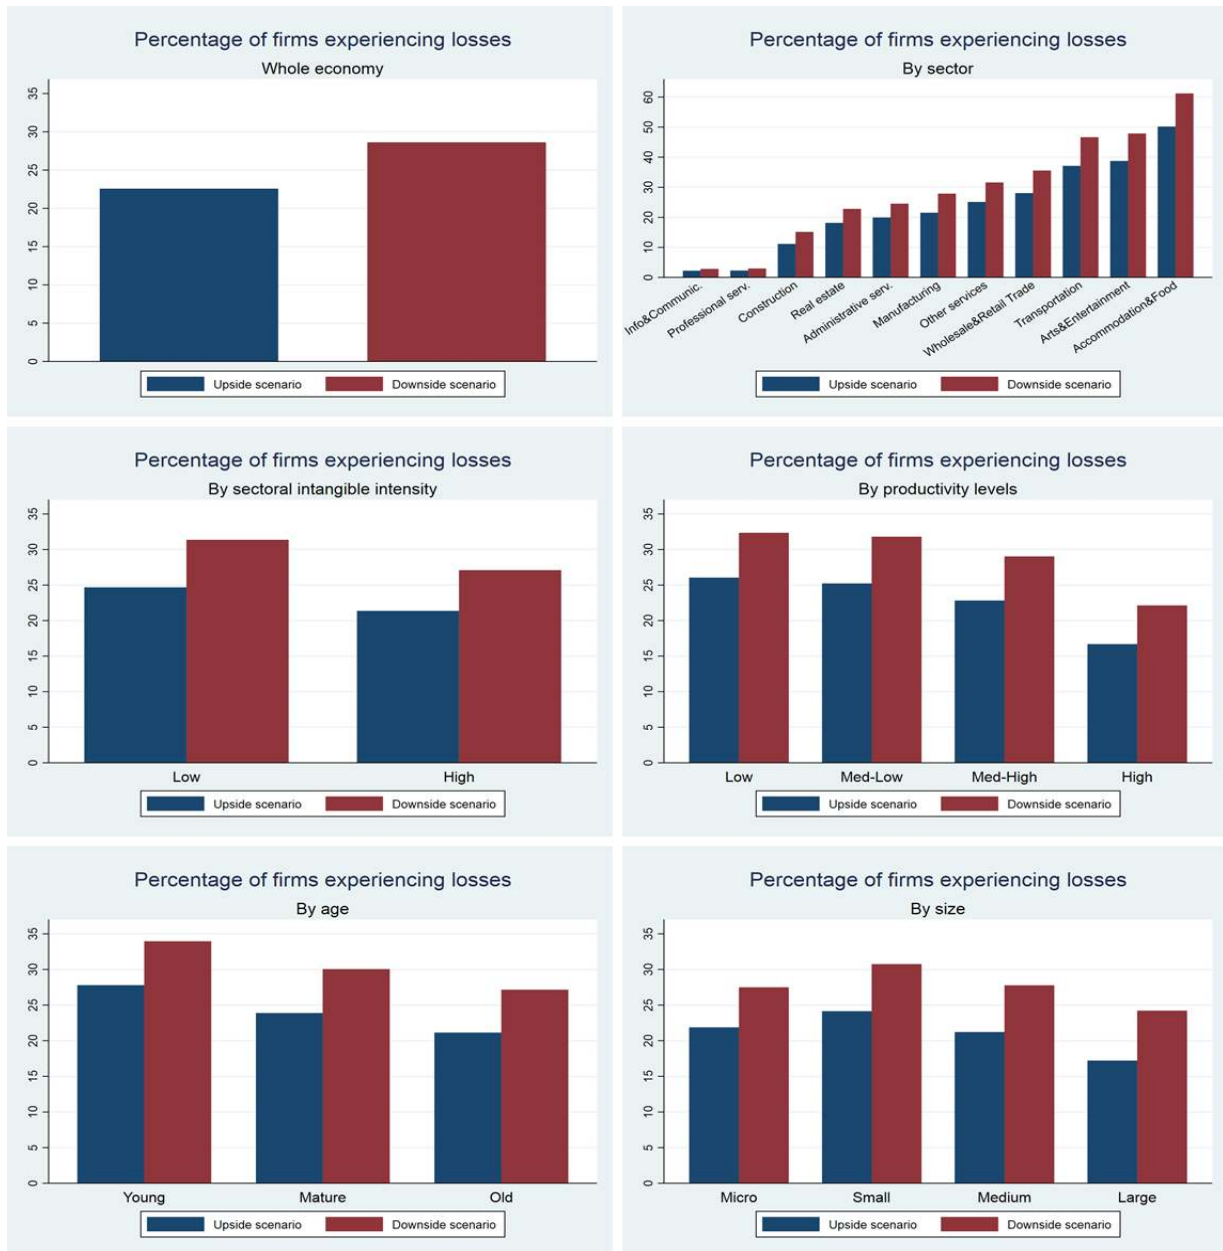 Percentage of firms experiencing losses
Whole economy
35
30
25
20
15
10
5
0
Upside scenario
Downside scenario
Percentage of firms experiencing losses
By sector
60
50
40
30
20
10
0
Info&Communic.
Professional serv.
Construction
Real estate
Administrative serv.
Manufacturing
Other services
Wholesale&Retail Trade
Transportation
Arts&Entertainment
Accommodation&Food
Upside scenario
Downside scenario
Percentage of firms experiencing losses
By sectoral intangible intensity
35
30
25
20
15
10
5
0
Low
High
Upside scenario
Downside scenario
Percentage of firms experiencing losses
By productivity levels
35
30
25
20
15
10
5
0
Low
Med-Low
Med-High
High
Upside scenario
Downside scenario
Percentage of firms experiencing losses
By age
35
30
25
20
15
10
5
0
Young
Mature
Old
Upside scenario
Downside scenario
Percentage of firms experiencing losses
By size
35
30
25
20
15
10
5
0
Micro
Small
Medium
Large
Upside scenario
Downside scenario